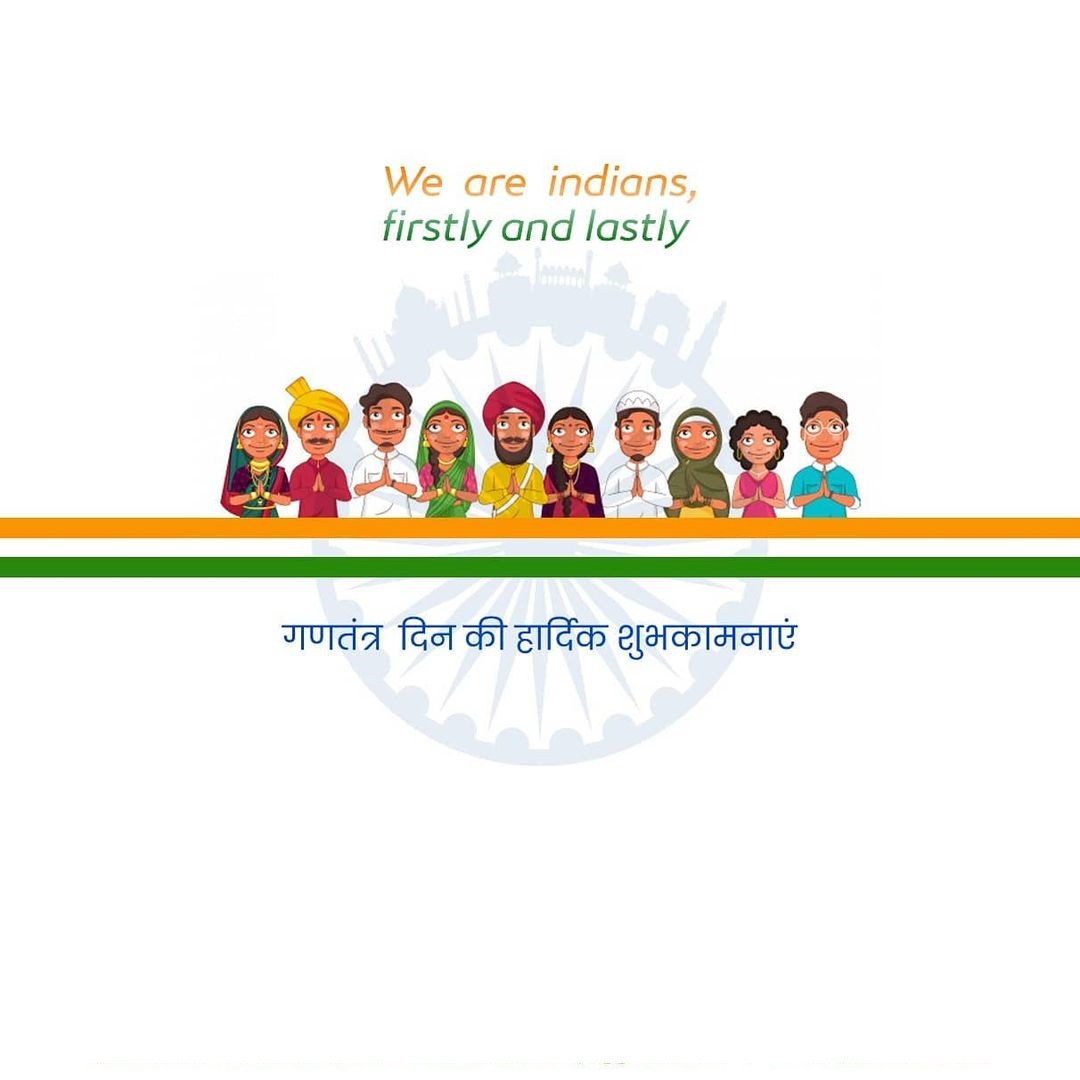 We are indians,
firstly and lastly
गणतंत्र दिन की हार्दिक शुभकामनाएं